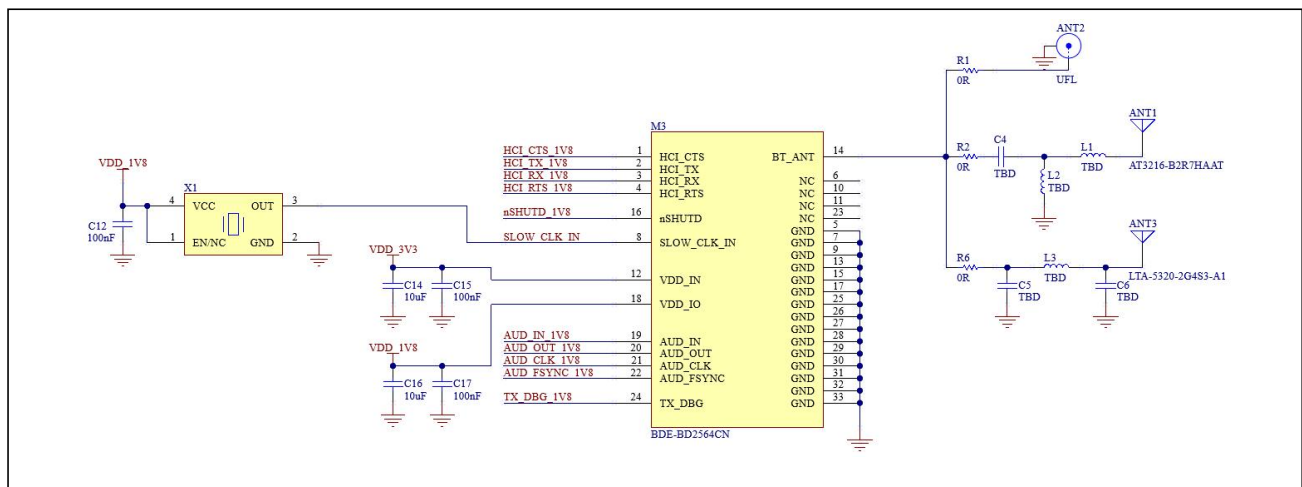 ANT2
R1
0R
UFL
M3
ANT1
HCI_CTS_1V8 1 HCI_CTS BT_ANT 14
R2
0R
C4
TBD
L1
TBD
AT3216-B2R7HAAT
L2
TBD
HCI_TX_1V8 2 HCI_TX
HCI_RX_1V8 3 HCI_RX NC 6
HCI_RTS_1V8 4 HCI_RTS NC 10
NC 11
NC 23
VDD_1V8
X1
4 VCC OUT 3
1 EN/NC GND 2
C12
100nF
nSHUTD_1V8 16 nSHUTD
GND 5
SLOW_CLK_IN 8 SLOW_CLK_IN GND 7
GND 9
GND 13
GND 15
GND 17
GND 25
GND 26
GND 27
GND 28
GND 29
GND 30
GND 31
GND 32
GND 33
ANT3
R6
0R
L3
TBD
LTA-5320-2G4S3-A1
C5
TBD
C6
TBD
VDD_3V3
12 VDD_IN
C14
10uF
C15
100nF
18 VDD_IO
VDD_1V8
C16
10uF
C17
100nF
AUD_IN_1V8 19 AUD_IN
AUD_OUT_1V8 20 AUD_OUT
AUD_CLK_1V8 21 AUD_CLK
AUD_FSYNC_1V8 22 AUD_FSYNC
TX_DBG_1V8 24 TX_DBG
BDE-BD2564CN